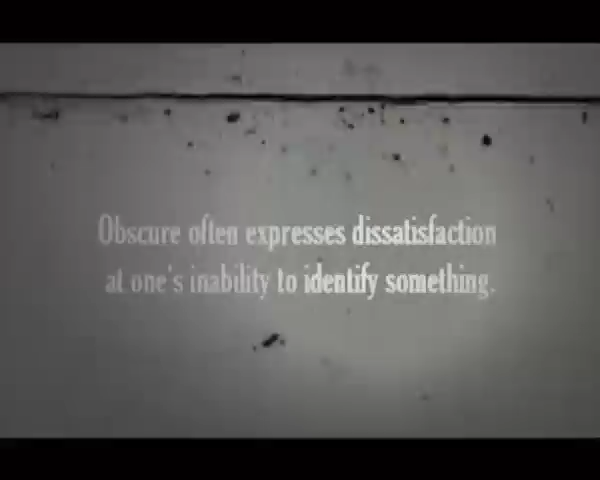 Obscure often expresses dissatisfaction
at one's inability to identify something.